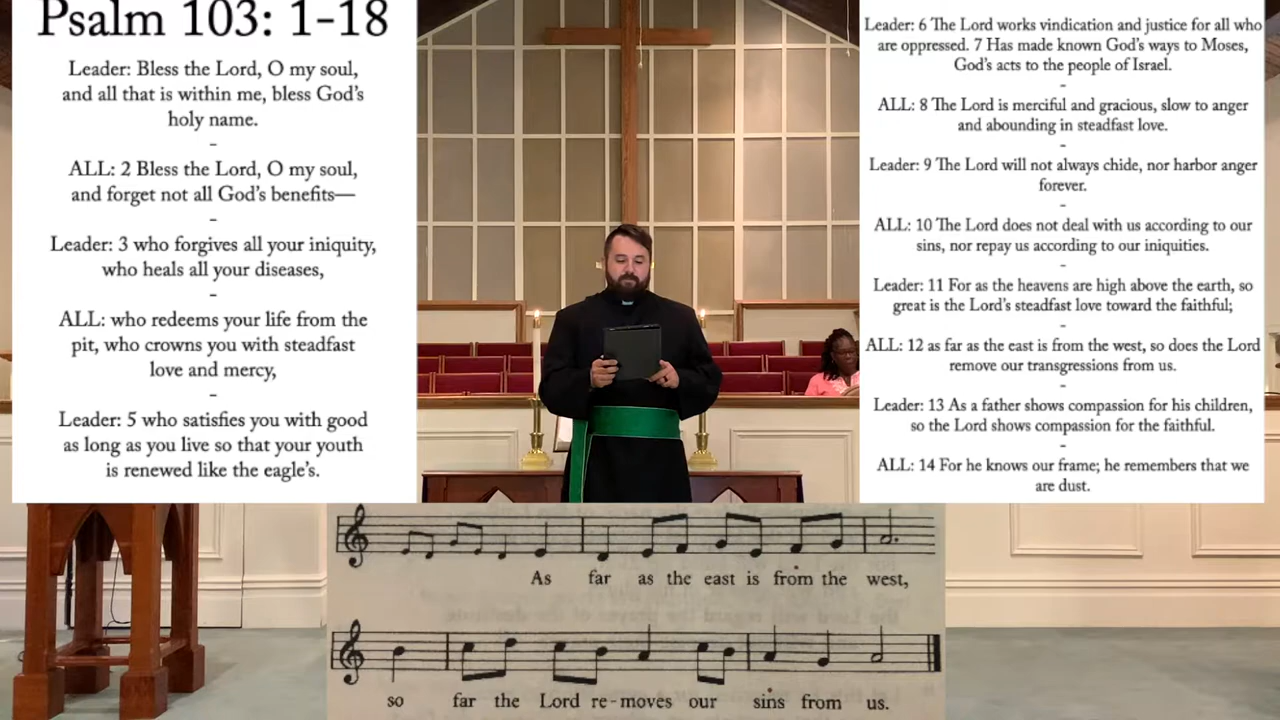 Psalm 103: 1-18
Leader: Bless the Lord, O my soul,
and all that is within me, bless God's
holy name.
-
ALL: 2 Bless the Lord, O my soul,
and forget not all God's benefits—
-
Leader: 3 who forgives all your iniquity,
who heals all your diseases,
-
ALL: who redeems your life from the
pit, who crowns you with steadfast
love and mercy,
-
Leader: 5 who satisfies you with good
as long as you live so that your youth
is renewed like the eagle's.
Leader: 6 The Lord works vindication and justice for all who
are oppressed. 7 Has made known God's ways to Moses,
God's acts to the people of Israel.
-
ALL: 8 The Lord is merciful and gracious, slow to anger
and abounding in steadfast love.
-
Leader: 9 The Lord will not always chide, nor harbor anger
forever.
-
ALL: 10 The Lord does not deal with us according to our
sins, nor repay us according to our iniquities.
-
Leader: 11 For as the heavens are high above the earth, so
great is the Lord's steadfast love toward the faithful;
-
ALL: 12 as far as the east is from the west, so does the Lord
remove our transgressions from us.
-
Leader: 13 As a father shows compassion for his children,
so the Lord shows compassion for the faithful.
-
ALL: 14 For he knows our frame; he remembers that we
are dust.
As far as the east is from the west,
so far the Lord re-moves our sins from us.